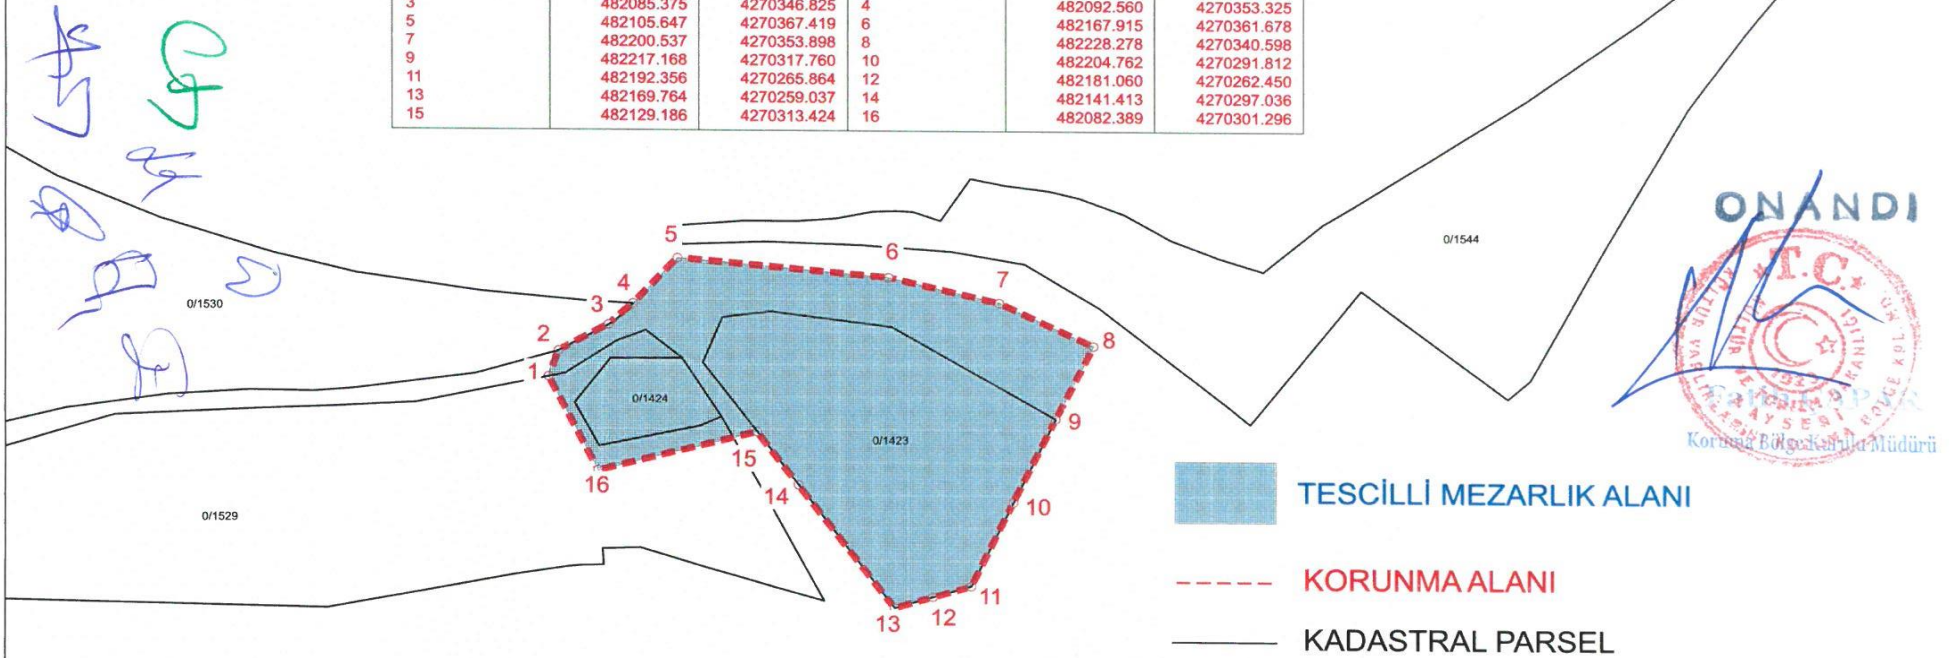 3 482085.375 4270346.825 4 482092.560 4270353.325
5 482105.647 4270367.419 6 482167.915 4270361.678
7 482200.537 4270353.898 8 482228.278 4270340.598
9 482217.168 4270317.760 10 482204.762 4270291.812
11 482192.356 4270265.864 12 482181.060 4270262.450
13 482169.764 4270259.037 14 482141.413 4270297.036
15 482129.186 4270313.424 16 482082.389 4270301.296
ONANDI
T.C.
1923
KAYSERİ
Koruma Bölge Kurulu Müdürü
0/1544
0/1530
0/1424
0/1423
0/1529
5
6
4
7
3
2
8
1
9
15
16
14
10
11
12
13
TESCİLLİ MEZARLIK ALANI
KORUNMA ALANI
KADASTRAL PARSEL